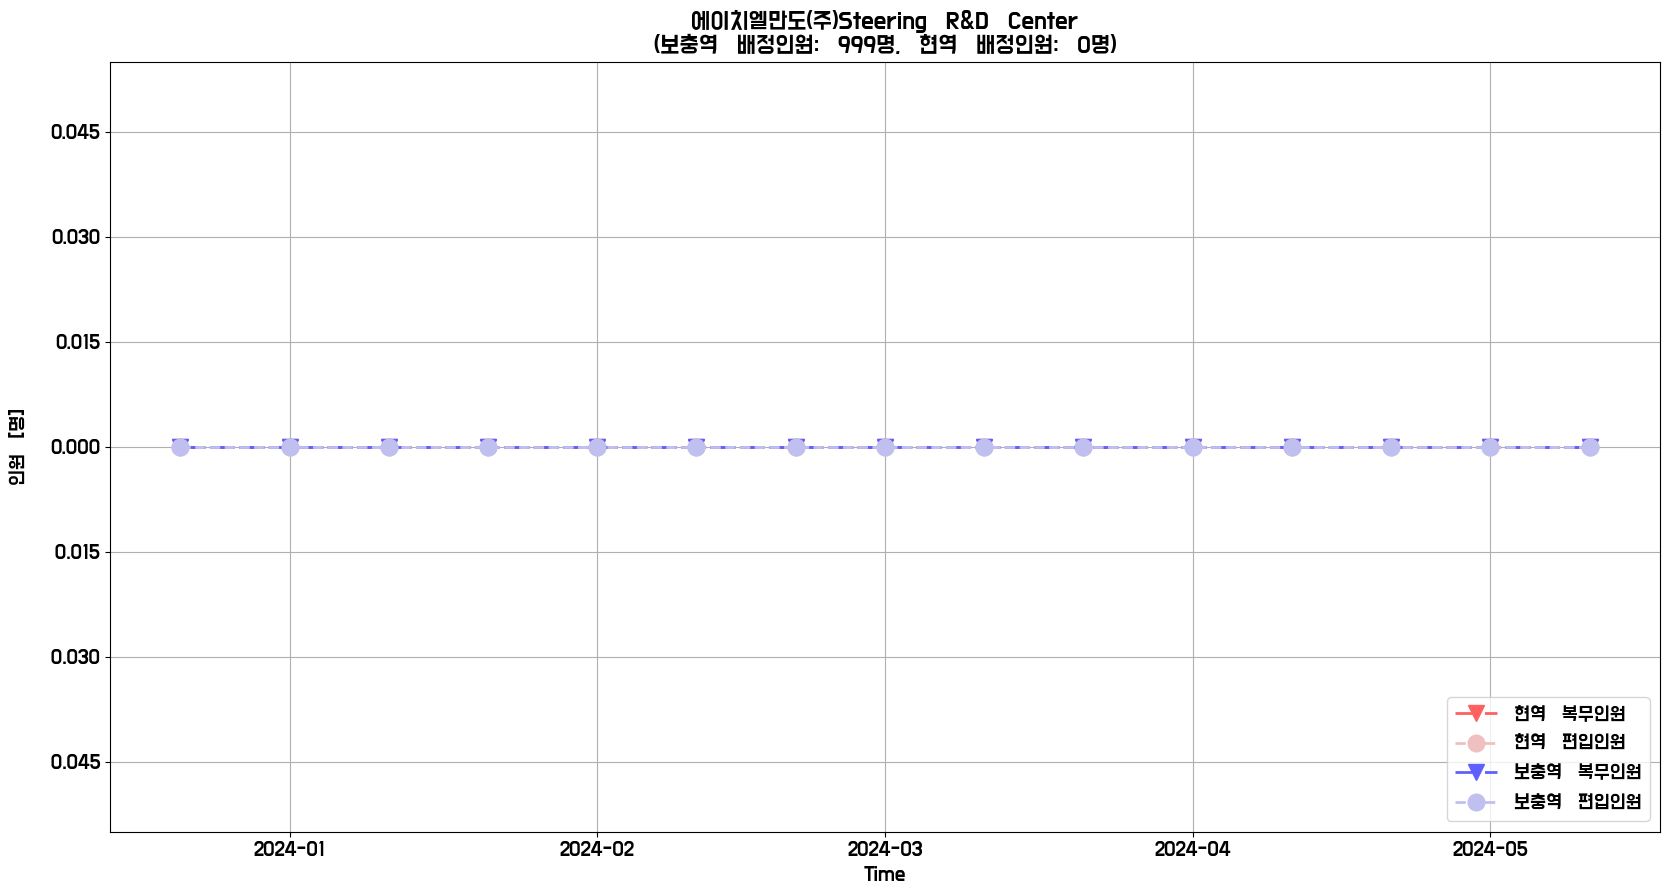 에이치엘만도(주)Steering R&D Center
(보충역 배정인원: 999명, 현역 배정인원: 0명)
0.045
0.030
0.015
0.000
0.015
0.030
0.045
인원 [명]
2024-01 2024-02 2024-03 2024-04 2024-05
Time
현역 복무인원
현역 편입인원
보충역 복무인원
보충역 편입인원